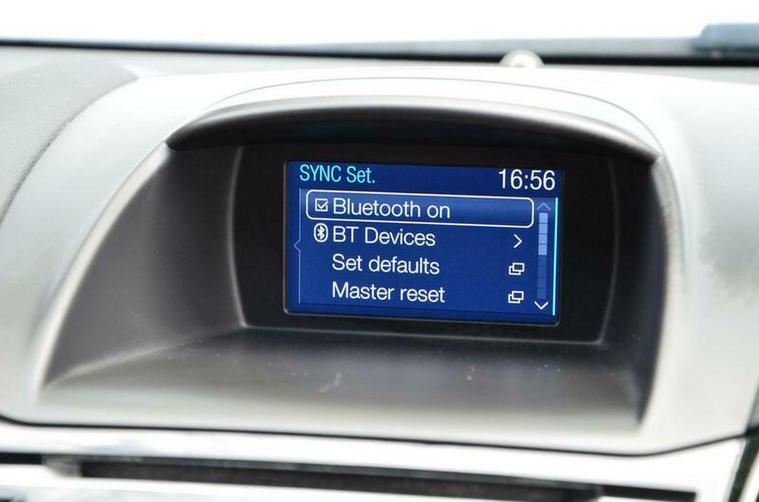 SYNC Set. 16:56
Bluetooth on
BT Devices
Set defaults
Master reset